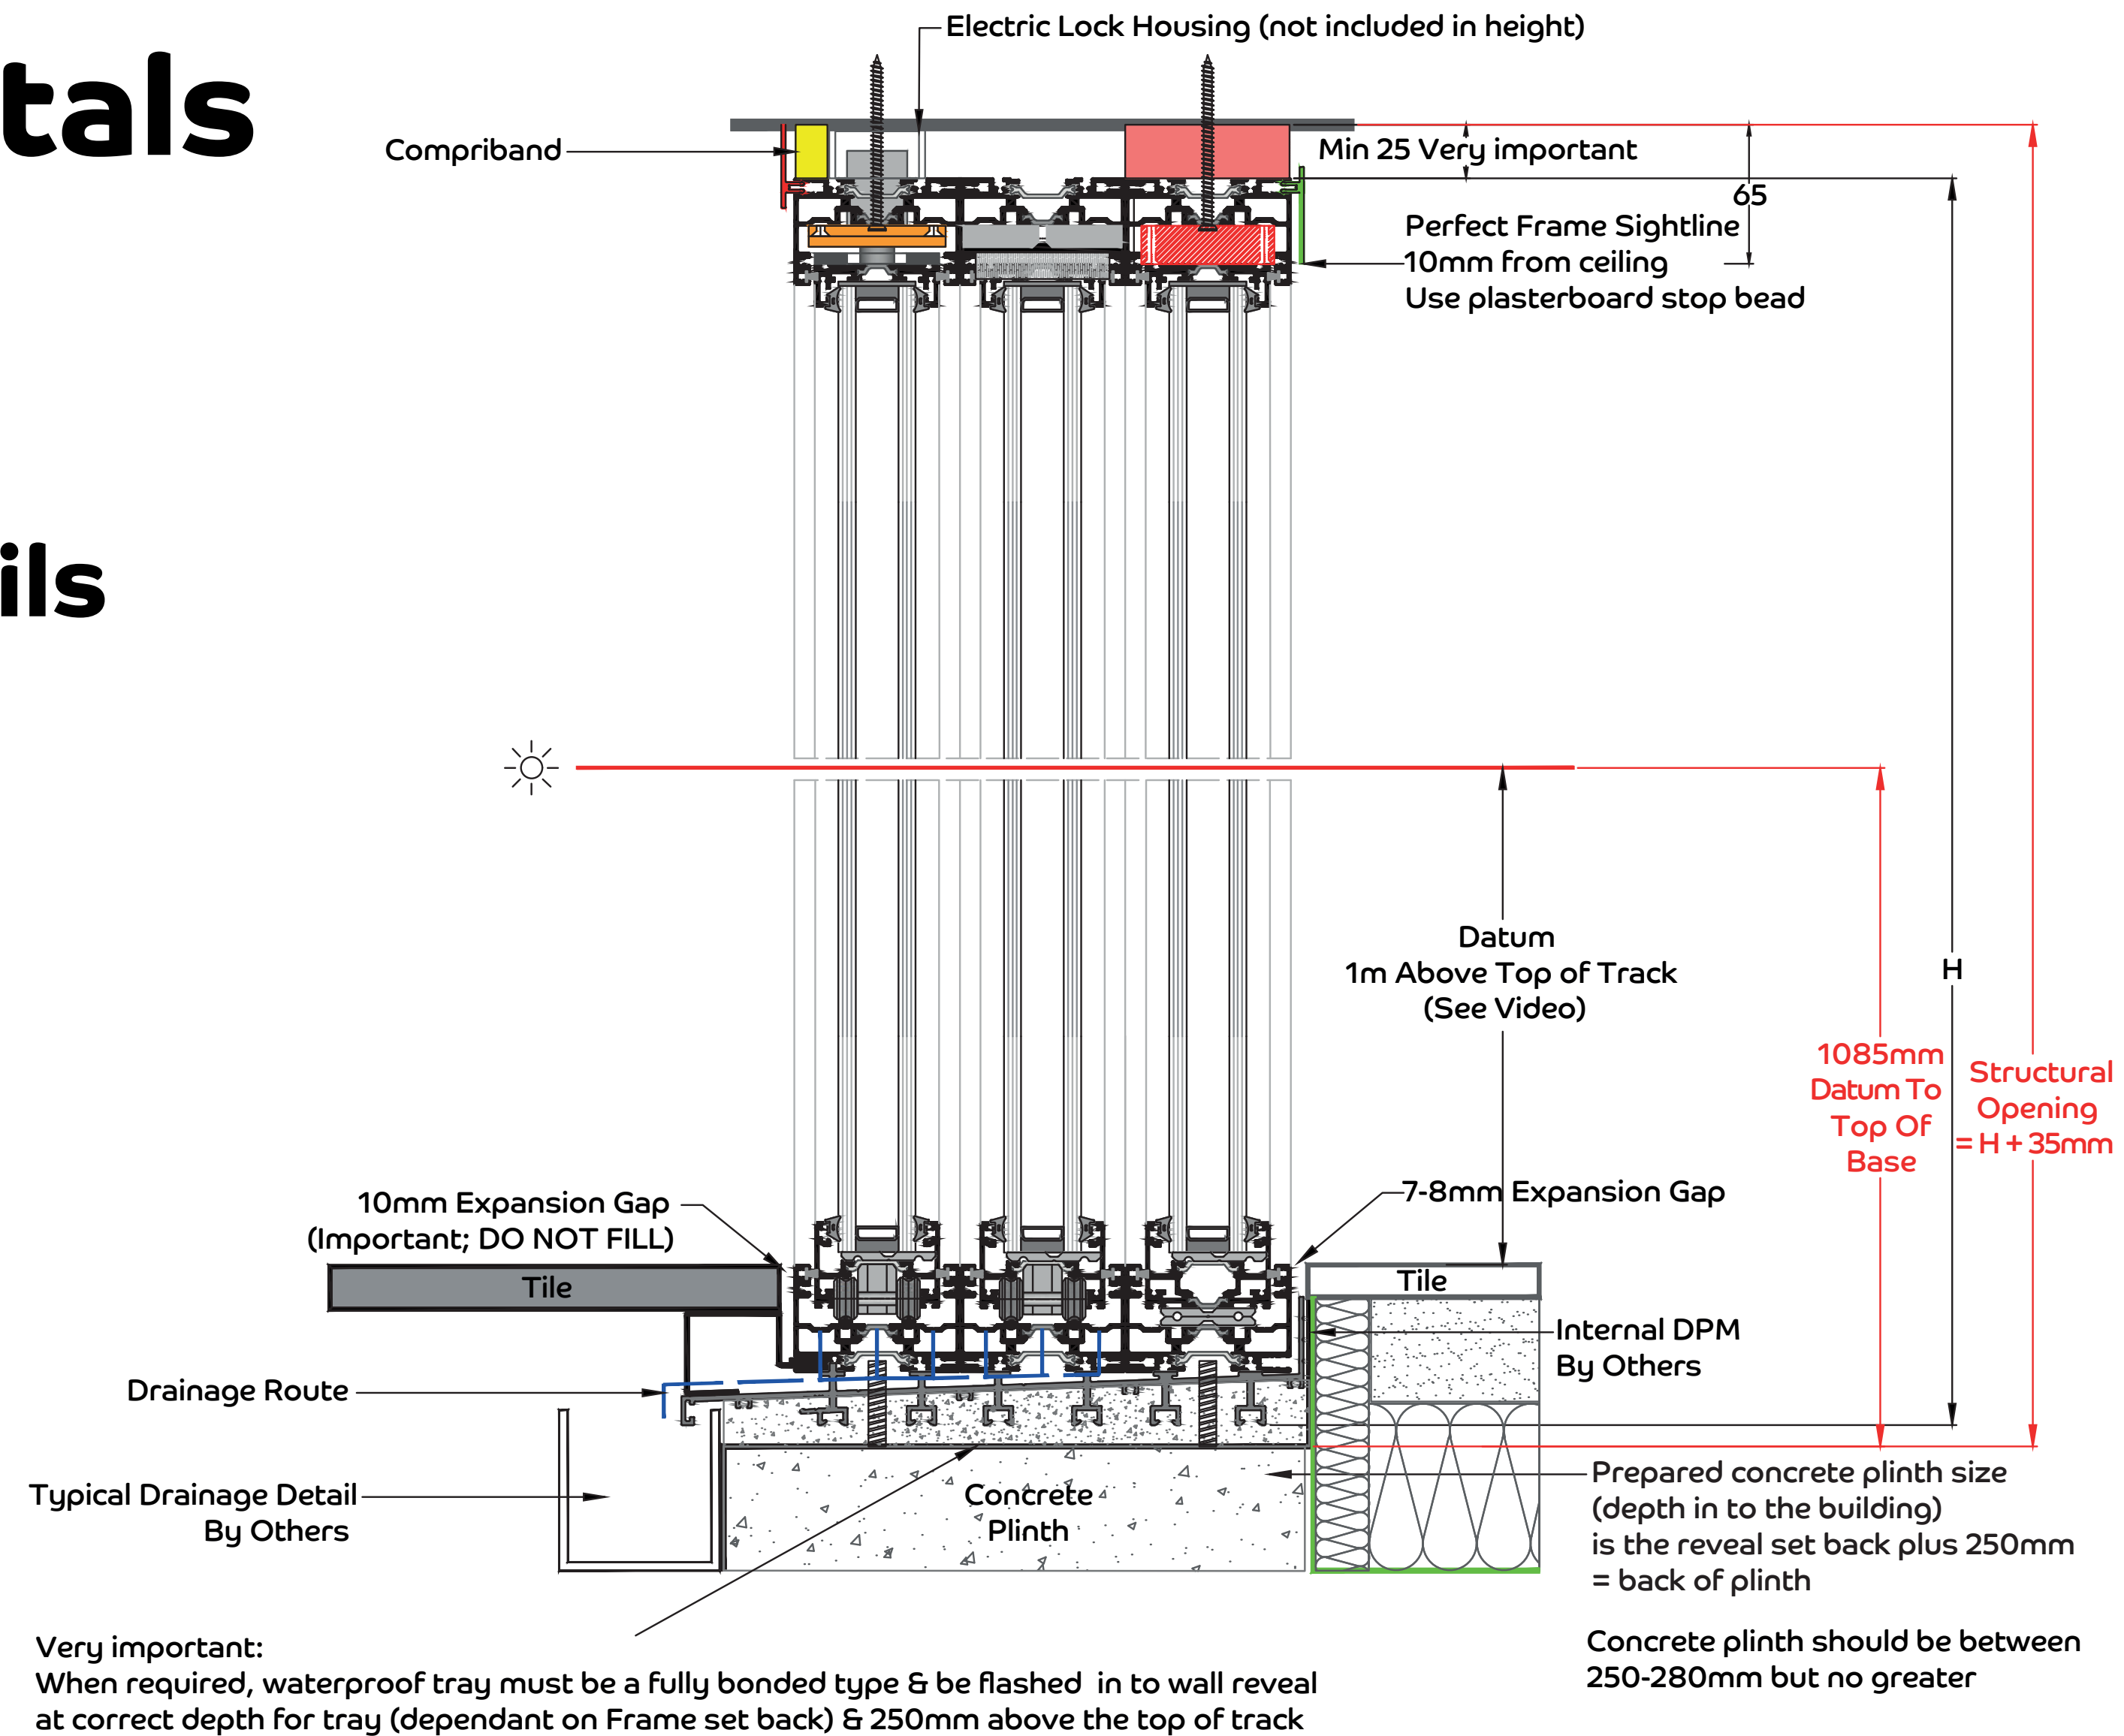 tals
ils
Electric Lock Housing (not included in height)
Compriband
Min 25 Very important
65
Perfect Frame Sightline
10mm from ceiling
Use plasterboard stop bead
Datum
1m Above Top of Track
(See Video)
H
1085mm
Datum To
Top Of
Base
Structural
Opening
= H + 35mm
10mm Expansion Gap
(Important; DO NOT FILL)
7-8mm Expansion Gap
Tile
Tile
Internal DPM
By Others
Drainage Route
Typical Drainage Detail
By Others
Concrete
Plinth
Prepared concrete plinth size
(depth in to the building)
is the reveal set back plus 250mm
= back of plinth
Concrete plinth should be between
250-280mm but no greater
Very important:
When required, waterproof tray must be a fully bonded type & be flashed in to wall reveal
at correct depth for tray (dependant on Frame set back) & 250mm above the top of track